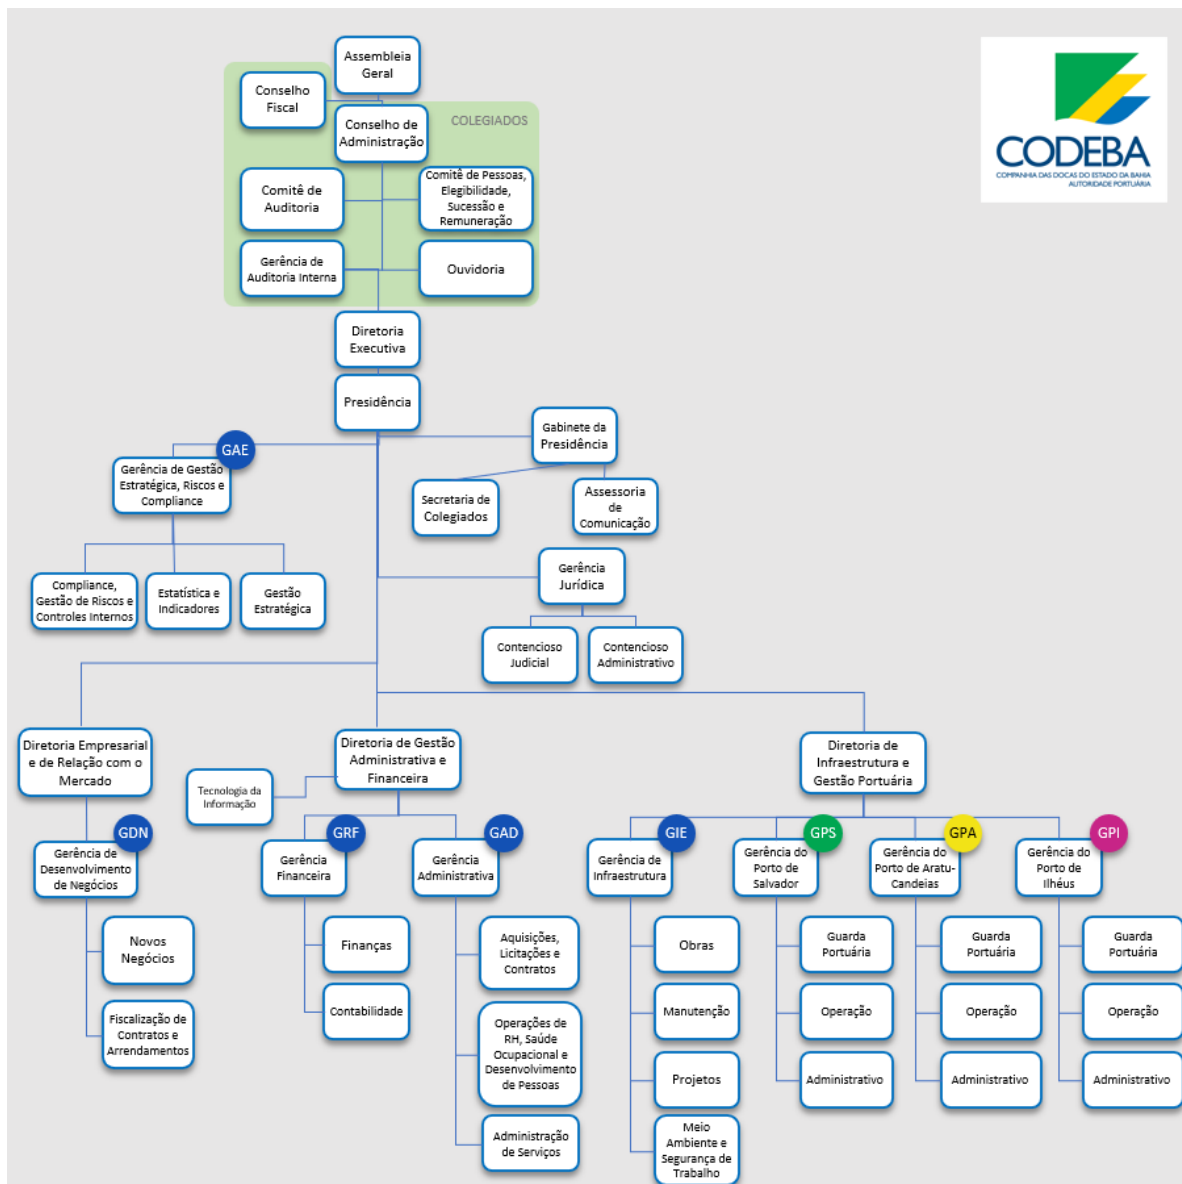 Assembleia
Geral
Conselho
Fiscal
COLEGIADOS
Conselho de
Administração
CODEBA
COMPANHIA DAS DOCAS DO ESTADO DA BAHIA
AUTORIDADE PORTUÁRIA
Comitê de
Auditoria
Comitê de Pessoas,
Elegibilidade,
Sucessão e
Remuneração
Gerência de
Auditoria Interna
Ouvidoria
Diretoria
Executiva
Presidência
Gabinete da
Presidência
GAE
Gerência de Gestão
Estratégica, Riscos e
Compliance
Secretaria de
Colegiados
Assessoria
de
Comunicação
Compliance,
Gestão de Riscos e
Controles Internos
Estatística e
Indicadores
Gestão
Estratégica
Gerência
Jurídica
Contencioso
Judicial
Contencioso
Administrativo
Diretoria Empresarial
e de Relação com o
Mercado
Diretoria de Gestão
Administrativa e
Financeira
Diretoria de
Infraestrutura e
Gestão Portuária
Tecnologia da
Informação
GDN
Gerência de
Desenvolvimento
de Negócios
GRF
Gerência
Financeira
GAD
Gerência
Administrativa
GIE
Gerência de
Infraestrutura
GPS
Gerência do
Porto de
Salvador
GPA
Gerência do
Porto de Aratu-
Candeias
GPI
Gerência do
Porto de
Ilhéus
Novos
Negócios
Fiscalização de
Contratos e
Arrendamentos
Finanças
Contabilidade
Aquisições,
Licitações e
Contratos
Operações de
RH, Saúde
Ocupacional e
Desenvolvimento
de Pessoas
Administração
de Serviços
Obras
Manutenção
Projetos
Meio
Ambiente e
Segurança de
Trabalho
Guarda
Portuária
Operação
Administrativo
Guarda
Portuária
Operação
Administrativo
Guarda
Portuária
Operação
Administrativo